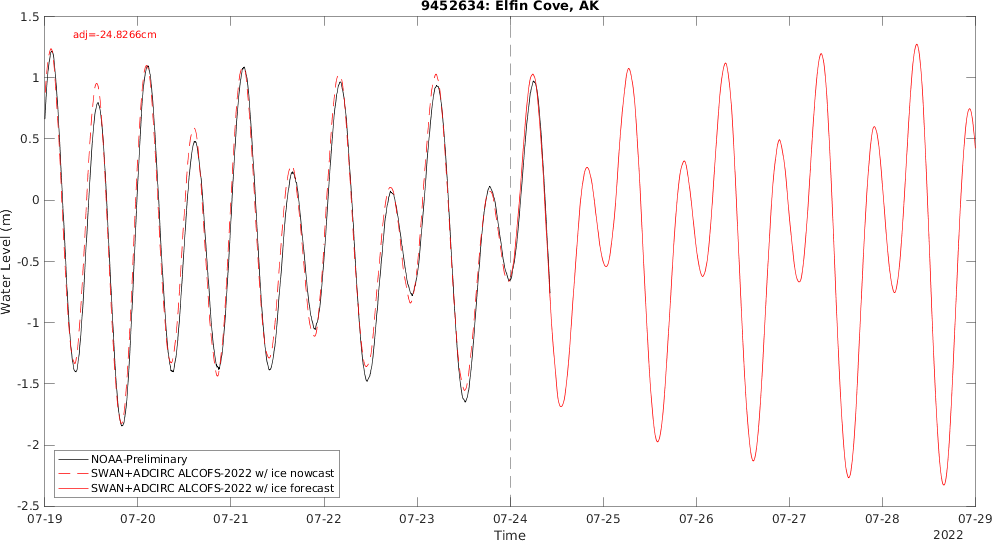 9452634: Elfin Cove, AK
adj=-24.8266cm
1.5
1
0.5
0
-0.5
-1
-1.5
-2
-2.5
Water Level (m)
NOAA-Preliminary
SWAN+ADCIRC ALCOFS-2022 w/ ice nowcast
SWAN+ADCIRC ALCOFS-2022 w/ ice forecast
07-19 07-20 07-21 07-22 07-23 07-24 07-25 07-26 07-27 07-28 07-29
Time
2022